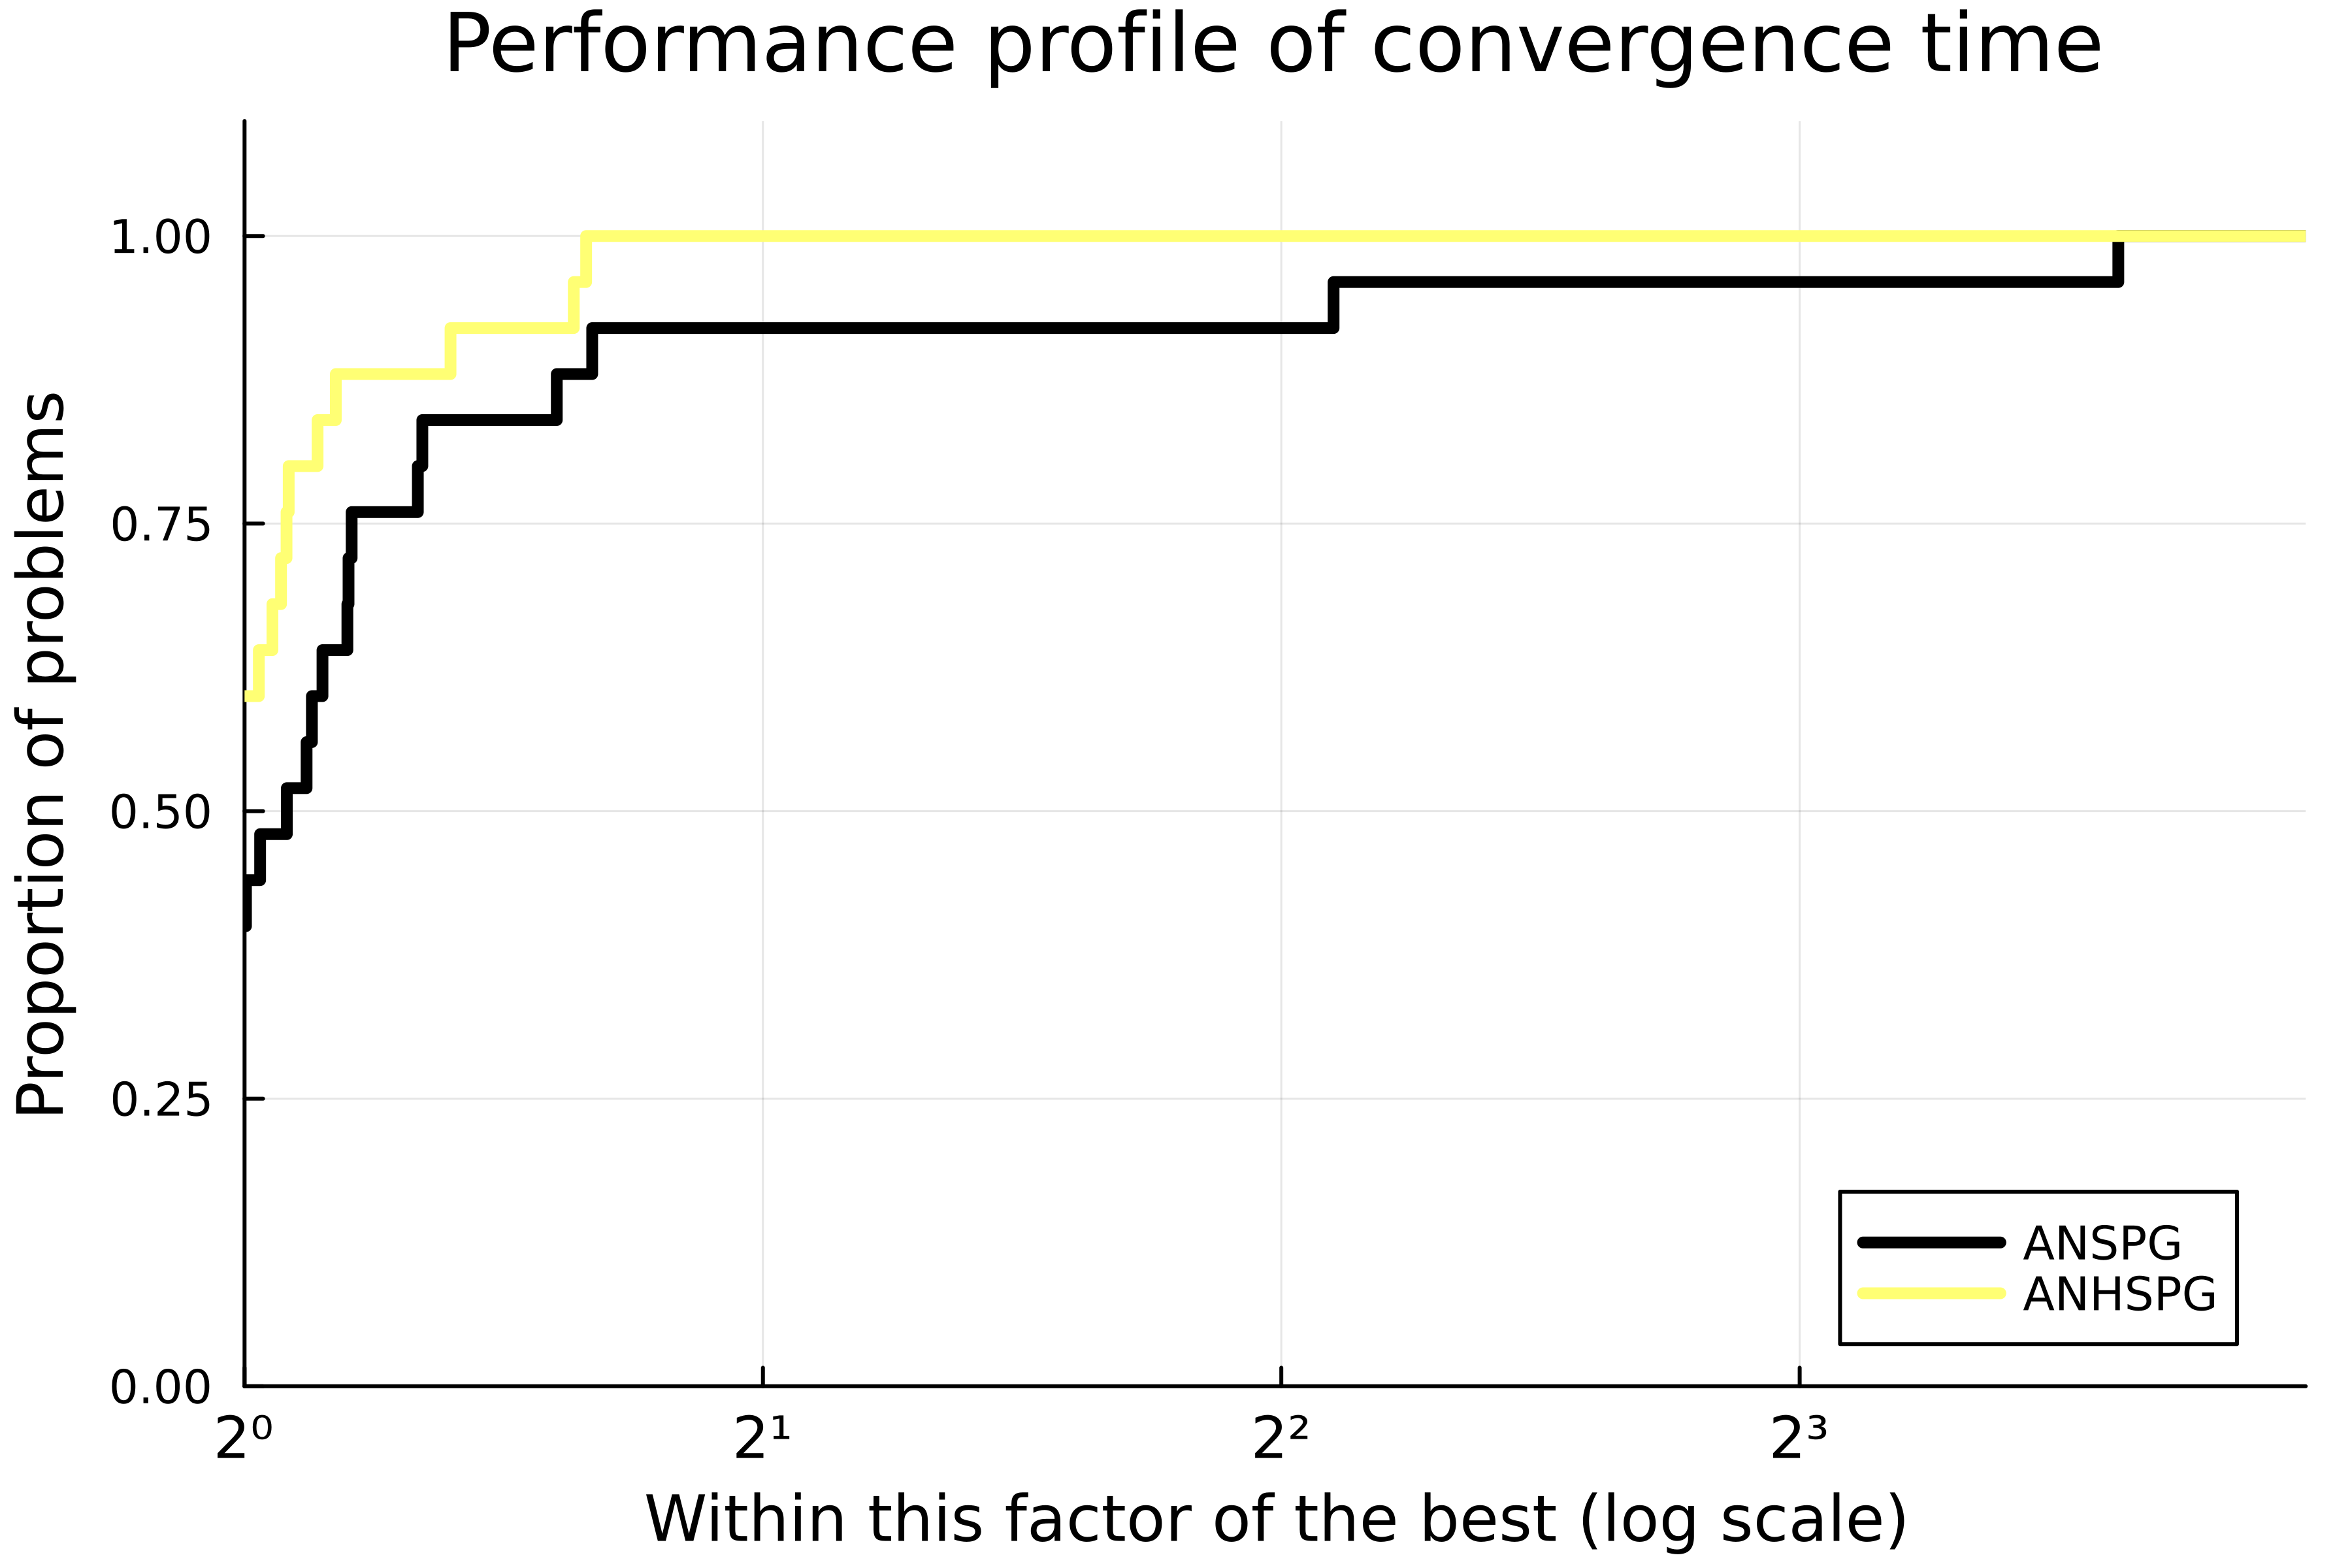 Performance profile of convergence time
Proportion of problems
1.00
0.75
0.50
0.25
0.00
2⁰ 2¹ 2² 2³
Within this factor of the best (log scale)
ANSPG
ANHSPG